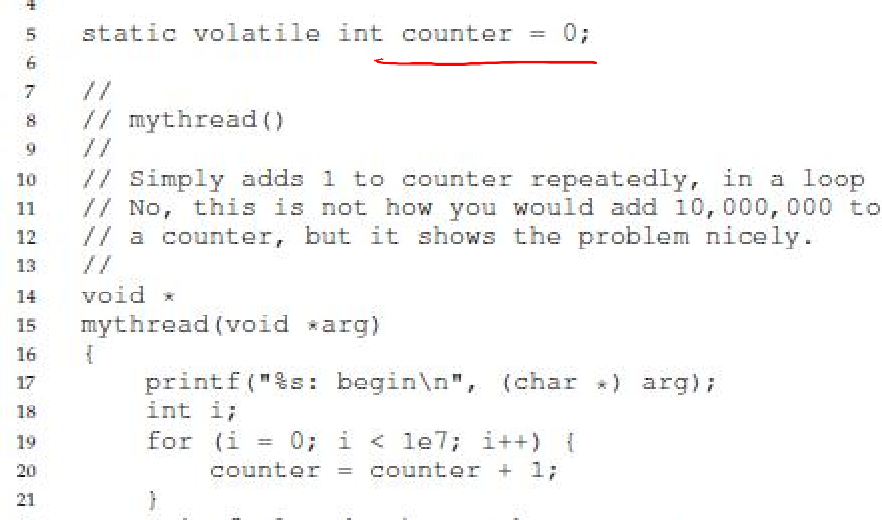 4
5 static volatile int counter = 0;
6
7 //
8 // mythread()
9 //
10 // Simply adds 1 to counter repeatedly, in a loop
11 // No, this is not how you would add 10,000,000 to
12 // a counter, but it shows the problem nicely.
13 //
14 void *
15 mythread(void *arg)
16 {
17 printf("%s: begin\n", (char *) arg);
18 int i;
19 for (i = 0; i < 1e7; i++) {
20 counter = counter + 1;
21 }